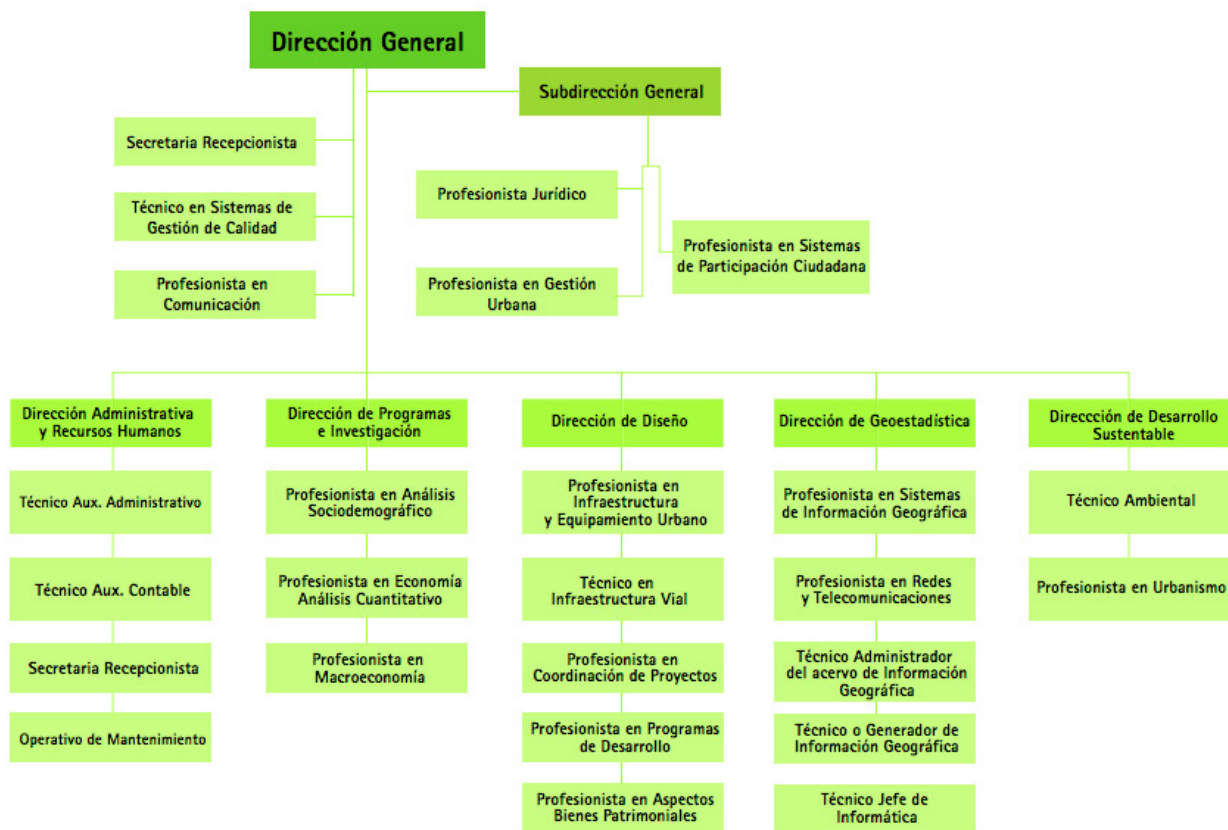 Dirección General
Subdirección General
Secretaria Recepcionista
Técnico en Sistemas de
Gestión de Calidad
Profesionista en
Comunicación
Profesionista Jurídico
Profesionista en Gestión
Urbana
Profesionista en Sistemas
de Participación Ciudadana
Dirección Administrativa
y Recursos Humanos
Técnico Aux. Administrativo
Técnico Aux. Contable
Secretaria Recepcionista
Operativo de Mantenimiento
Dirección de Programas
e Investigación
Profesionista en Análisis
Sociodemográfico
Profesionista en Economía
Análisis Cuantitativo
Profesionista en
Macroeconomía
Dirección de Diseño
Profesionista en
Infraestructura
y Equipamiento Urbano
Técnico en
Infraestructura Vial
Profesionista en
Coordinación de Proyectos
Profesionista en Programas
de Desarrollo
Profesionista en Aspectos
Bienes Patrimoniales
Dirección de Geoestadística
Profesionista en Sistemas
de Información Geográfica
Profesionista en Redes
y Telecomunicaciones
Técnico Administrador
del acervo de Información
Geográfica
Técnico o Generador de
Información Geográfica
Técnico Jefe de
Informática
Direccción de Desarrollo
Sustentable
Técnico Ambiental
Profesionista en Urbanismo